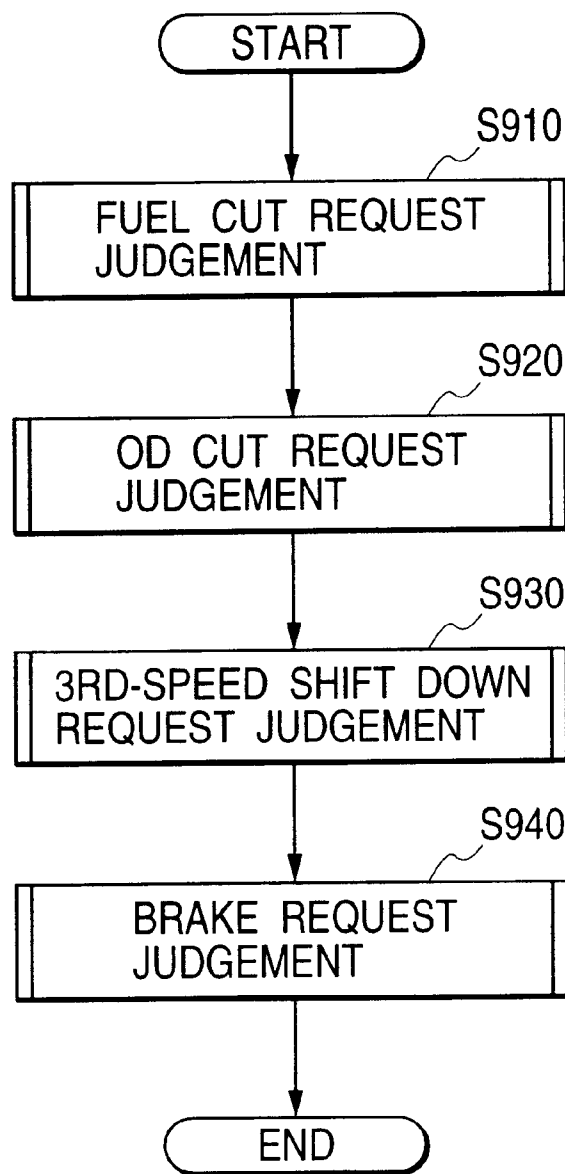 START
S910
FUEL CUT REQUEST
JUDGEMENT
S920
OD CUT REQUEST
JUDGEMENT
S930
3RD-SPEED SHIFT DOWN
REQUEST JUDGEMENT
S940
BRAKE REQUEST
JUDGEMENT
END